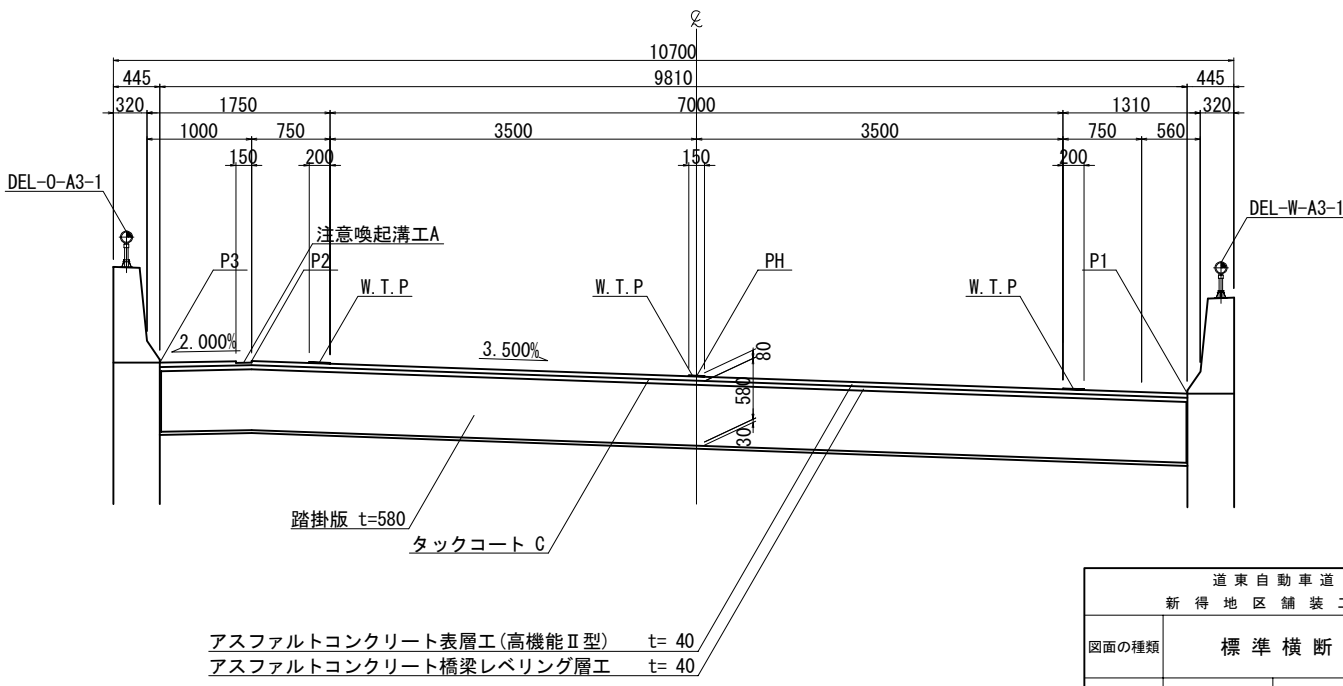 ℄
10700
445 9810 445
320 1750 7000 1310 320
1000 750 3500 3500 750 560
150 200 150 200
DEL-O-A3-1
DEL-W-A3-1
注意喚起溝工A
P3 P2 PH P1
W.T.P W.T.P W.T.P
2.000%
3.500%
80
580
30
踏掛版 t=580
タックコート C
アスファルトコンクリート表層工(高機能Ⅱ型) t= 40
アスファルトコンクリート橋梁レベリング層工 t= 40
道東自動車道
新得地区舗装工
図面の種類 標準横断